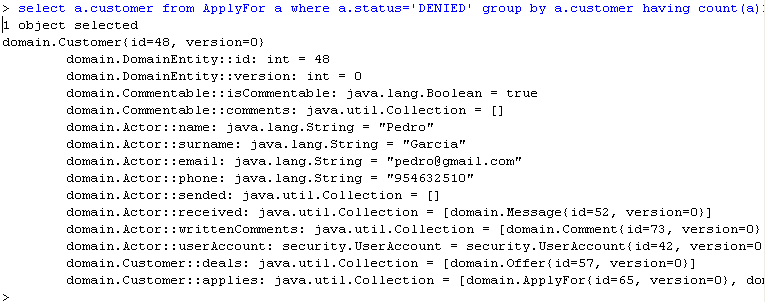 > select a.customer from ApplyFor a where a.status='DENIED' group by a.customer having count(a)
1 object selected
domain.Customer{id=48, version=0}
domain.DomainEntity::id: int = 48
domain.DomainEntity::version: int = 0
domain.Commentable::isCommentable: java.lang.Boolean = true
domain.Commentable::comments: java.util.Collection = []
domain.Actor::name: java.lang.String = "Pedro"
domain.Actor::surname: java.lang.String = "Garcia"
domain.Actor::email: java.lang.String = "pedro@gmail.com"
domain.Actor::phone: java.lang.String = "954632510"
domain.Actor::sended: java.util.Collection = []
domain.Actor::received: java.util.Collection = [domain.Message{id=52, version=0}]
domain.Actor::writtenComments: java.util.Collection = [domain.Comment{id=73, version=0}
domain.Actor::userAccount: security.UserAccount = security.UserAccount{id=42, version=0
domain.Customer::deals: java.util.Collection = [domain.Offer{id=57, version=0}]
domain.Customer::applies: java.util.Collection = [domain.ApplyFor{id=65, version=0}, do
>